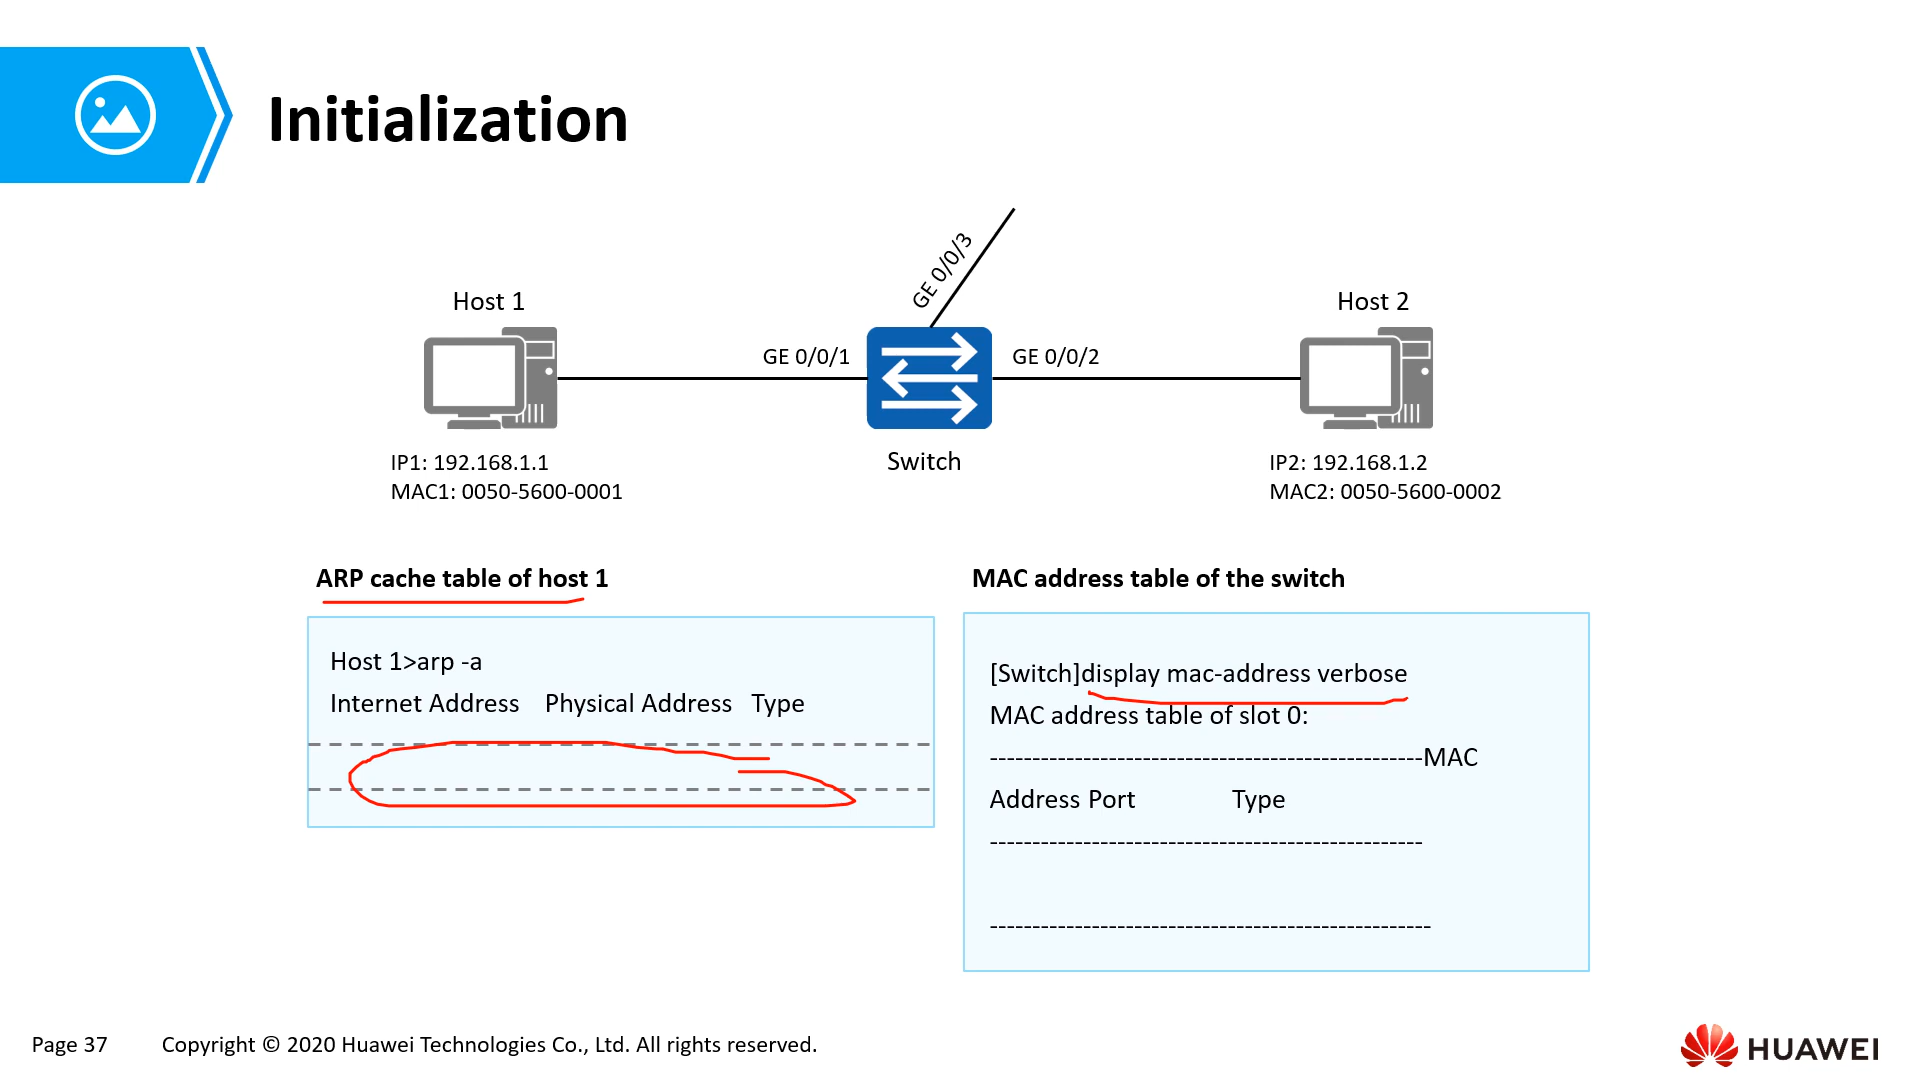 Initialization
GE 0/0/3
Host 1
Host 2
GE 0/0/1
GE 0/0/2
Switch
IP1: 192.168.1.1
MAC1: 0050-5600-0001
IP2: 192.168.1.2
MAC2: 0050-5600-0002
ARP cache table of host 1
Host 1>arp -a
Internet Address Physical Address Type
MAC address table of the switch
[Switch]display mac-address verbose
MAC address table of slot 0:
---------------------------------------------------MAC
Address Port Type
---------------------------------------------------
----------------------------------------------------
Page 37
Copyright © 2020 Huawei Technologies Co., Ltd. All rights reserved.
HUAWEI